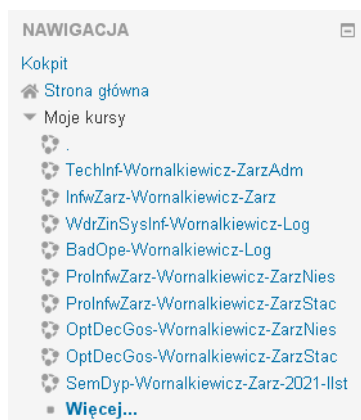 NAWIGACJA
Kokpit
Strona główna
Moje kursy
.
TechInf-Wornalkiewicz-ZarzAdm
InfwZarz-Wornalkiewicz-Zarz
WdrZinSysInf-Wornalkiewicz-Log
BadOpe-Wornalkiewicz-Log
ProInfwZarz-Wornalkiewicz-ZarzNies
ProInfwZarz-Wornalkiewicz-ZarzStac
OptDecGos-Wornalkiewicz-ZarzNies
OptDecGos-Wornalkiewicz-ZarzStac
SemDyp-Wornalkiewicz-Zarz-2021-IIst
Więcej...